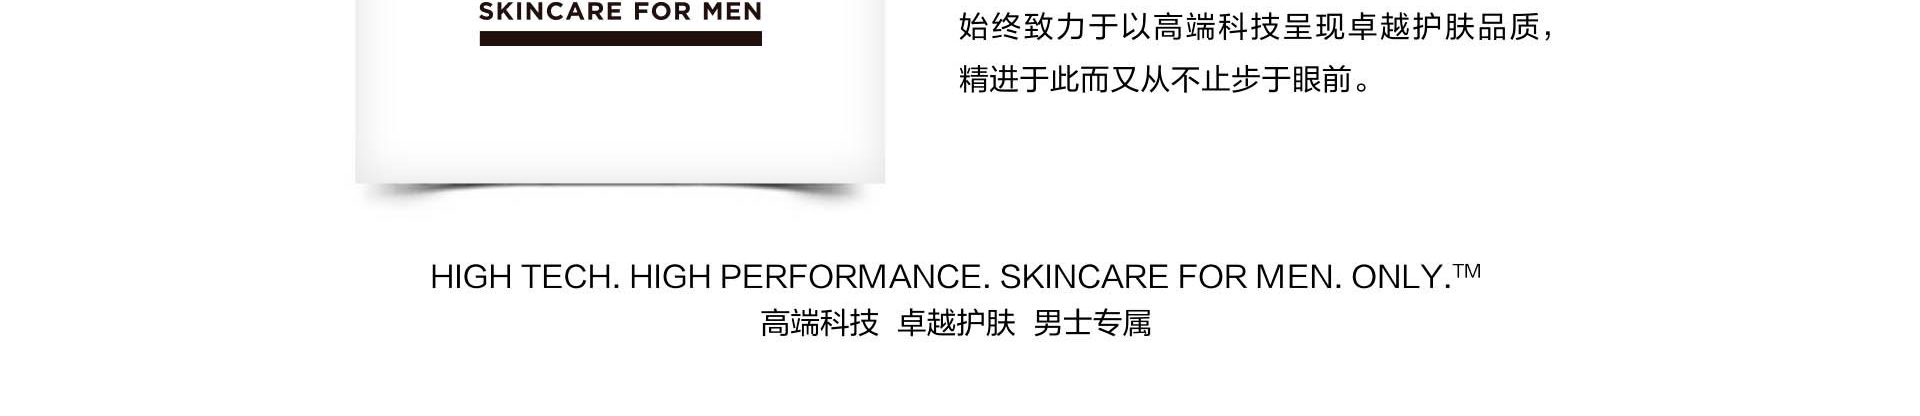 SKINCARE FOR MEN
始终致力于以高端科技呈现卓越护肤品质，
精进于此而又从不止步于眼前。
HIGH TECH. HIGH PERFORMANCE. SKINCARE FOR MEN. ONLY.™
高端科技 卓越护肤 男士专属